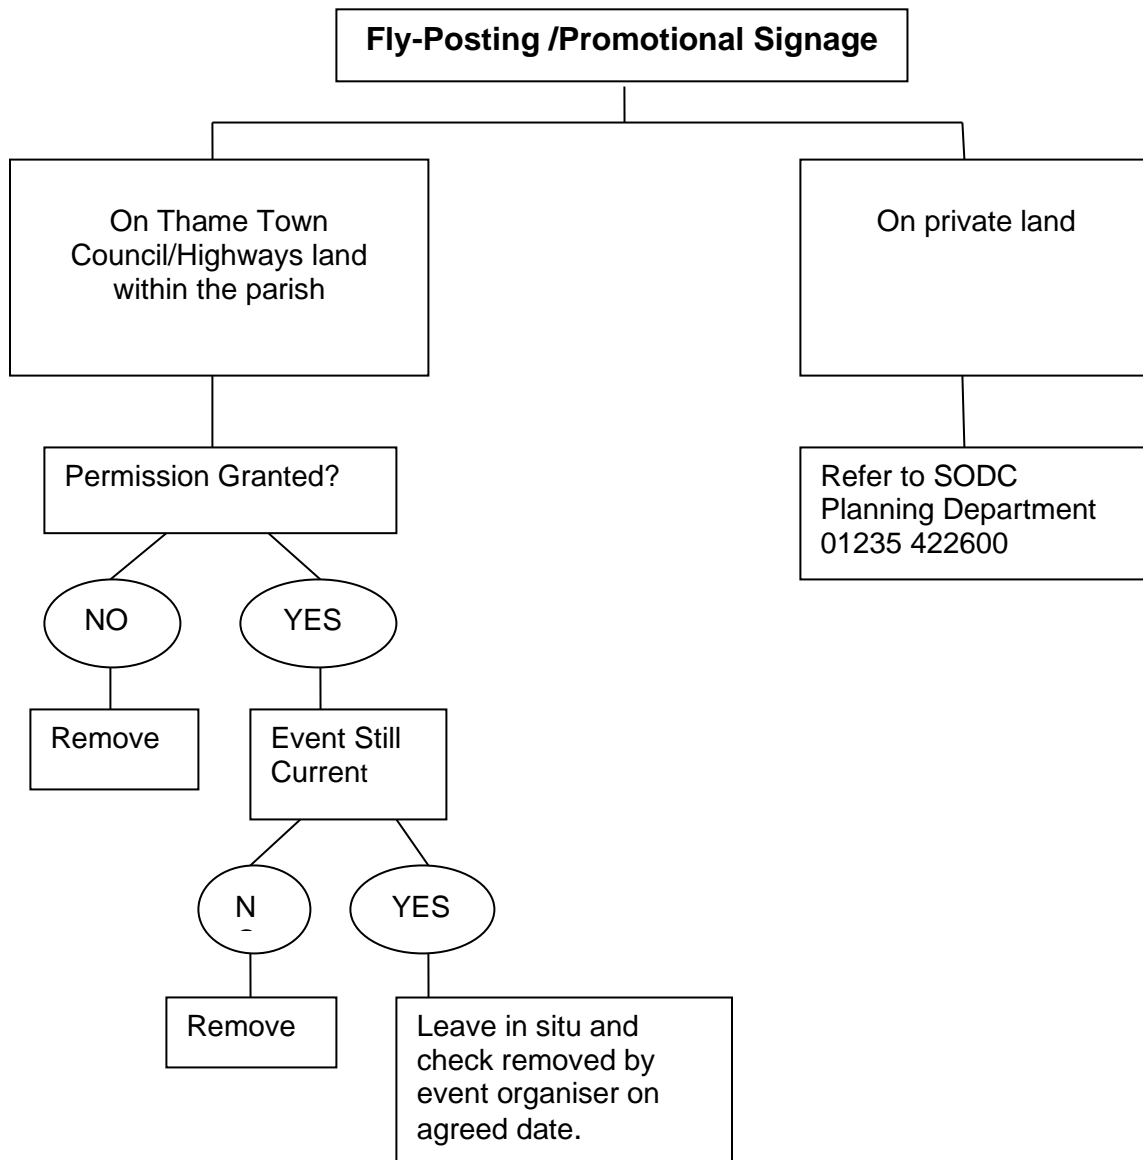 Fly-Posting /Promotional Signage
On Thame Town
Council/Highways land
within the parish
On private land
Permission Granted?
Refer to SODC
Planning Department
01235 422600
NO
YES
Remove
Event Still
Current
N
YES
Remove
Leave in situ and
check removed by
event organiser on
agreed date.